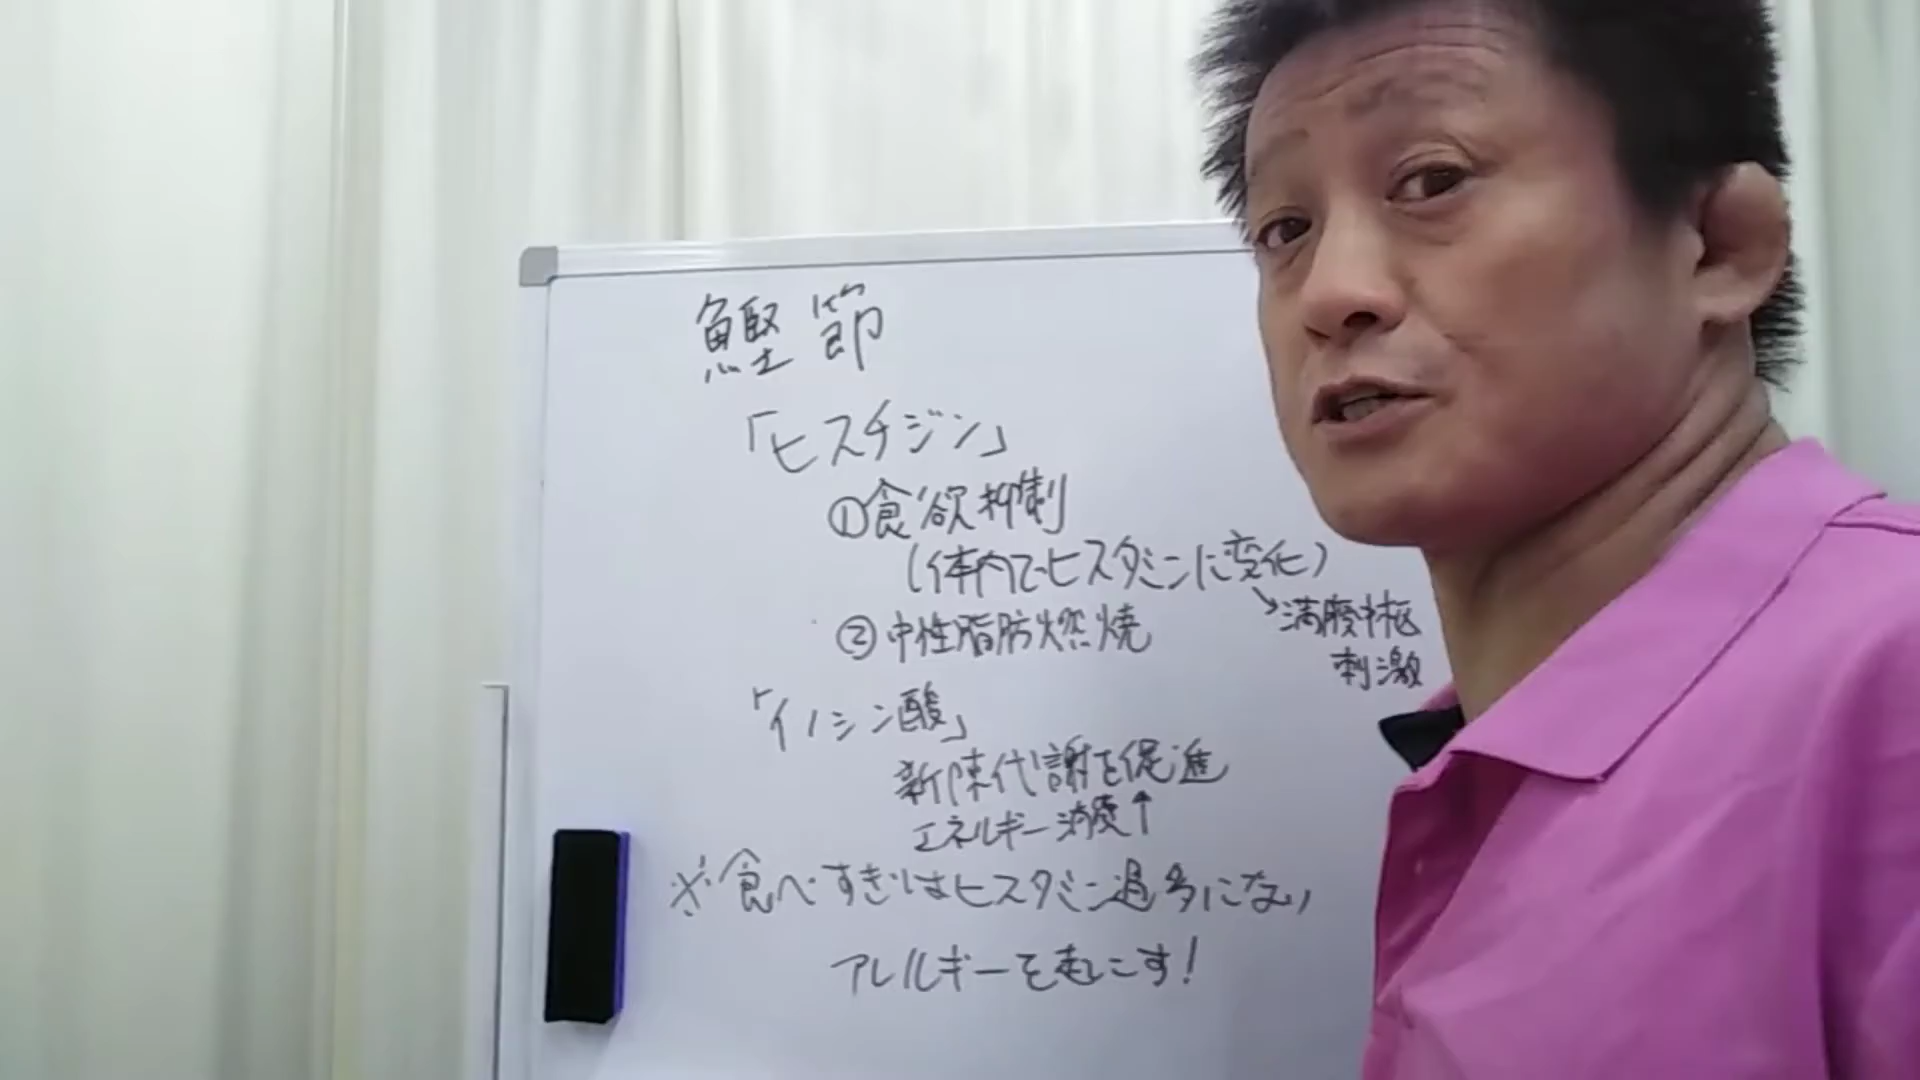 鰹節
「ヒスチジン」
①食欲抑制
(体内でヒスタミンに変化)
→満腹中枢
刺激
②中性脂肪燃焼
「イノシン酸」
新陳代謝を促進
エネルギー消費↑
※食べすぎはヒスタミン過多になり
アレルギーを起こす!